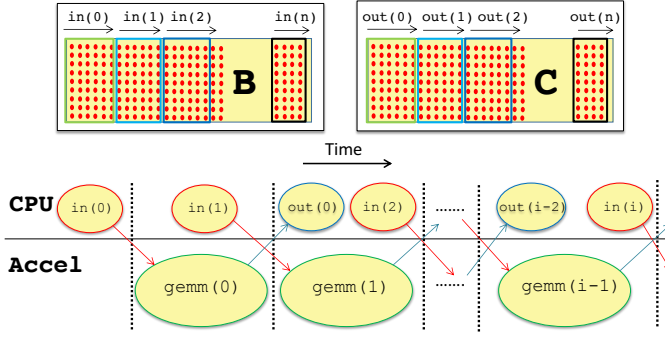 in(0) in(1) in(2) in(n)
B
out(0) out(1) out(2) out(n)
C
Time
CPU in(0) in(1) out(0) in(2) ...... out(i-2) in(i)
Accel
gemm(0) gemm(1) ...... gemm(i-1)